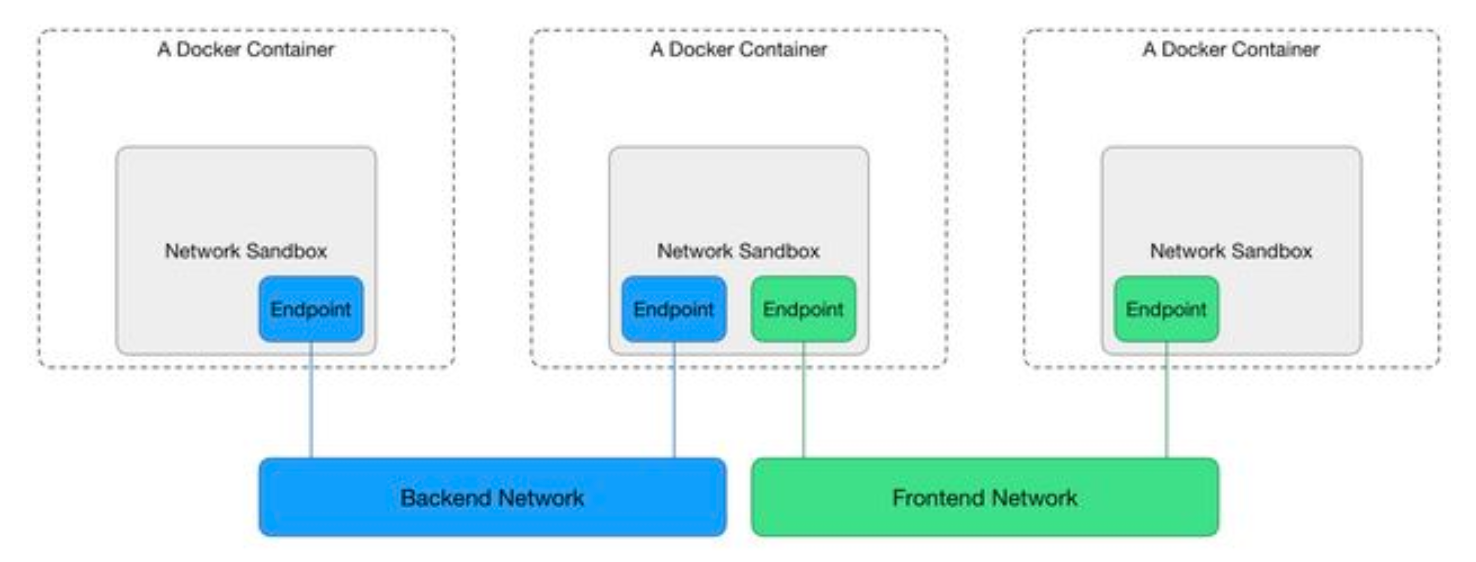 A Docker Container
A Docker Container
A Docker Container
Network Sandbox
Network Sandbox
Network Sandbox
Endpoint
Endpoint
Endpoint
Endpoint
Backend Network
Frontend Network